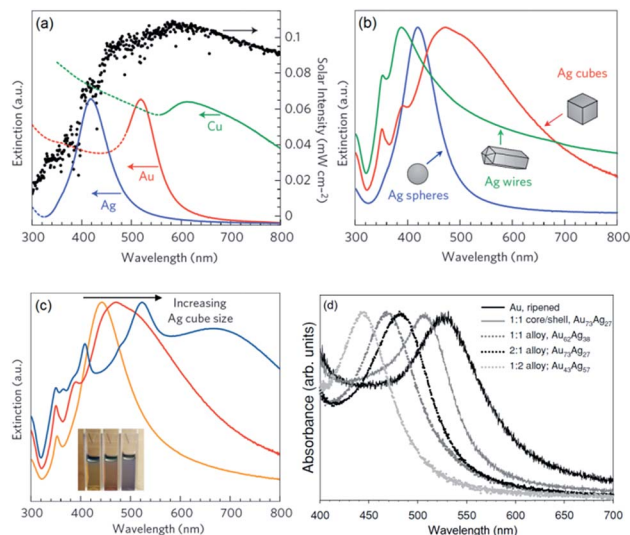 (a)
Extinction (a.u.)
Cu
Au
Ag
300 400 500 600 700 800
Wavelength (nm)
0.1
0.08
0.06
0.04
0.02
0
Solar Intensity (mW cm⁻²)
(b)
Extinction (a.u.)
Ag cubes
Ag wires
Ag spheres
300 400 500 600 700 800
Wavelength (nm)
(c)
Increasing
Ag cube size
Extinction (a.u.)
300 400 500 600 700 800
Wavelength (nm)
(d)
Au, ripened
1:1 core/shell, Au₇₃Ag₂₇
1:1 alloy; Au₆₂Ag₃₈
2:1 alloy; Au₇₃Ag₂₇
1:2 alloy; Au₄₃Ag₅₇
Absorbance (arb. units)
400 450 500 550 600 700
Wavelength (nm)